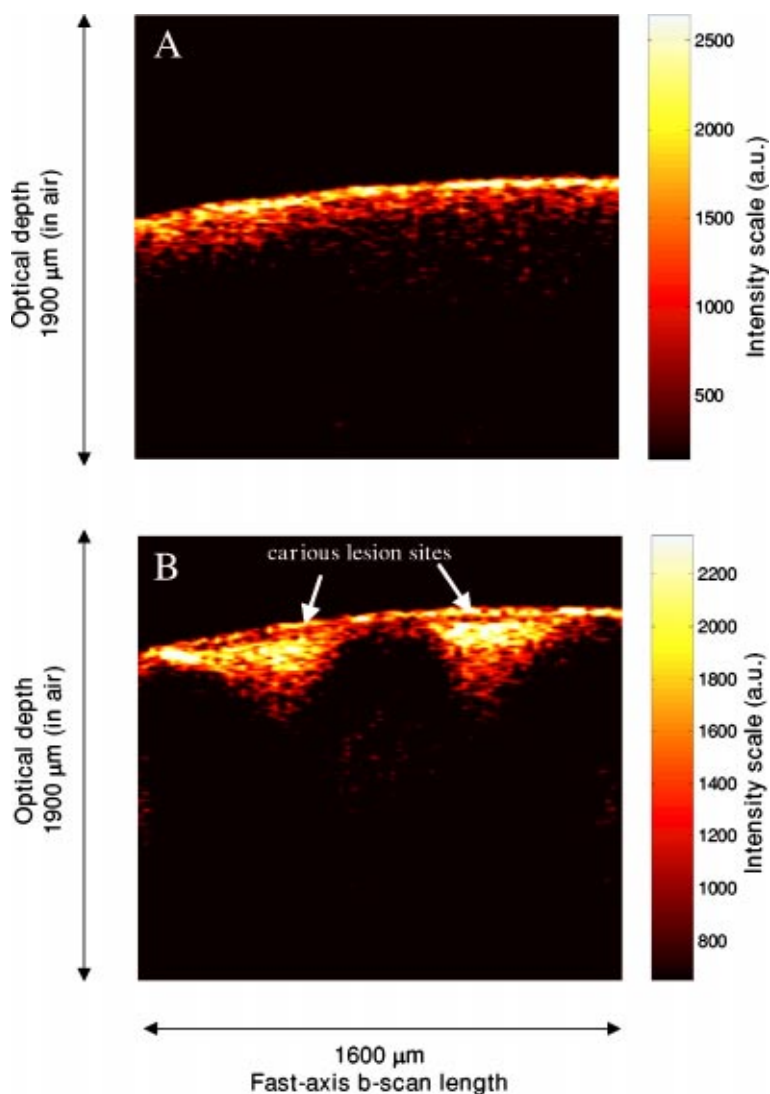 A
Optical depth
1900 µm (in air)
2500
2000
1500
1000
500
Intensity scale (a.u.)
B
carious lesion sites
Optical depth
1900 µm (in air)
2200
2000
1800
1600
1400
1200
1000
800
Intensity scale (a.u.)
1600 µm
Fast-axis b-scan length